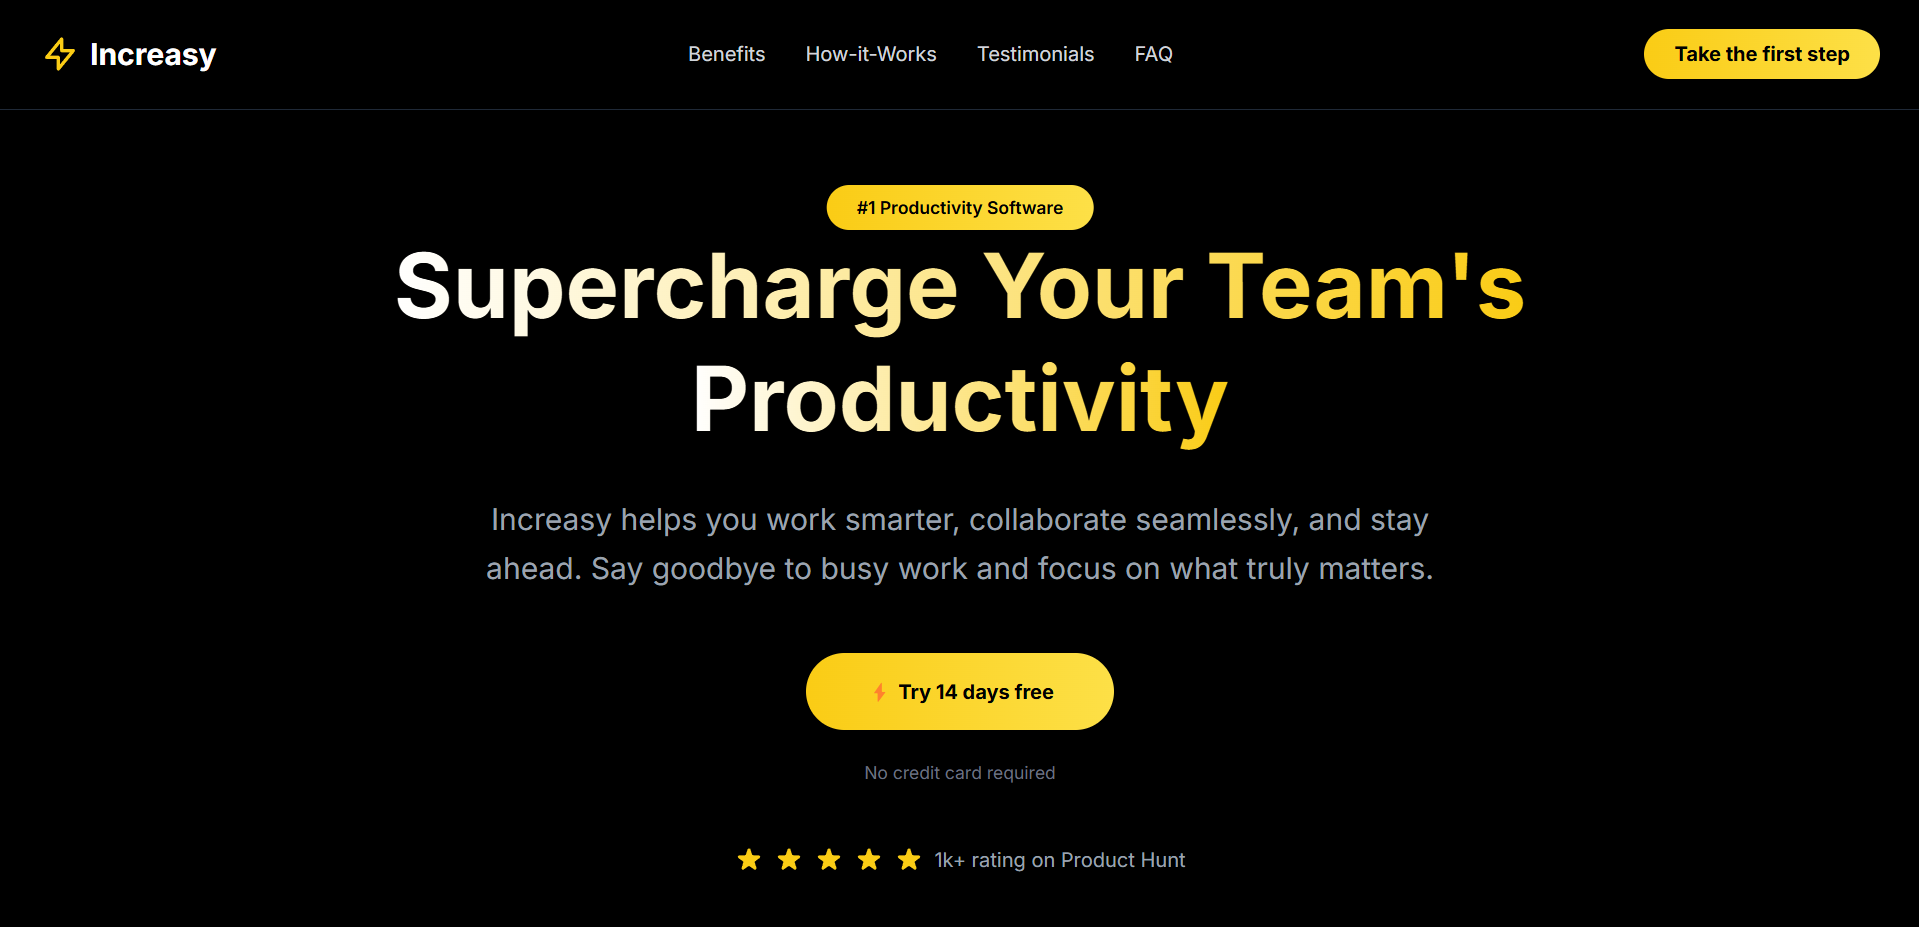 Increasy
Benefits
How-it-Works
Testimonials
FAQ
Take the first step
#1 Productivity Software
Supercharge Your Team's
Productivity
Increasy helps you work smarter, collaborate seamlessly, and stay
ahead. Say goodbye to busy work and focus on what truly matters.
Try 14 days free
No credit card required
1k+ rating on Product Hunt